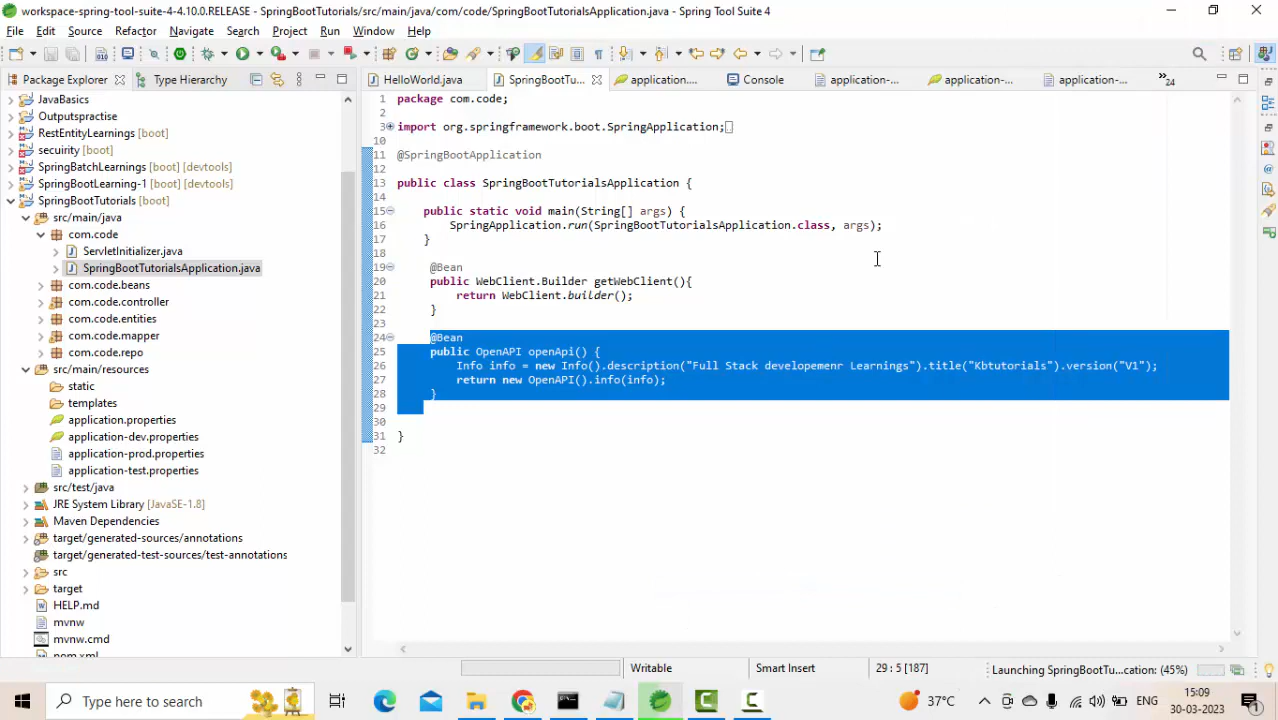 workspace-spring-tool-suite-4-4.10.0.RELEASE - SpringBootTutorials/src/main/java/com/code/SpringBootTutorialsApplication.java - Spring Tool Suite 4
File Edit Source Refactor Navigate Search Project Run Window Help
Package Explorer Type Hierarchy
HelloWorld.java SpringBootTu... application.... Console application-... application-... application-... 24
JavaBasics
Outputspractise
RestEntityLearnings [boot]
secuirity [boot]
SpringBatchLearnings [boot] [devtools]
SpringBootLearning-1 [boot] [devtools]
SpringBootTutorials [boot]
src/main/java
com.code
ServletInitializer.java
SpringBootTutorialsApplication.java
com.code.beans
com.code.controller
com.code.entities
com.code.mapper
com.code.repo
src/main/resources
static
templates
application.properties
application-dev.properties
application-prod.properties
application-test.properties
src/test/java
JRE System Library [JavaSE-1.8]
Maven Dependencies
target/generated-sources/annotations
target/generated-test-sources/test-annotations
src
target
HELP.md
mvnw
mvnw.cmd
pom.xml
1 package com.code;
2
3 import org.springframework.boot.SpringApplication;
10
11 @SpringBootApplication
12
13 public class SpringBootTutorialsApplication {
14
15 public static void main(String[] args) {
16 SpringApplication.run(SpringBootTutorialsApplication.class, args);
17 }
18
19 @Bean
20 public WebClient.Builder getWebClient(){
21 return WebClient.builder();
22 }
23
24 @Bean
25 public OpenAPI openApi() {
26 Info info = new Info().description("Full Stack developemenr Learnings").title("Kbtutorials").version("V1");
27 return new OpenAPI().info(info);
28 }
29
30
31 }
32
Writable Smart Insert 29 : 5 [187] Launching SpringBootTu...cation: (45%)
Type here to search
37°C ENG 15:09
30-03-2023
1